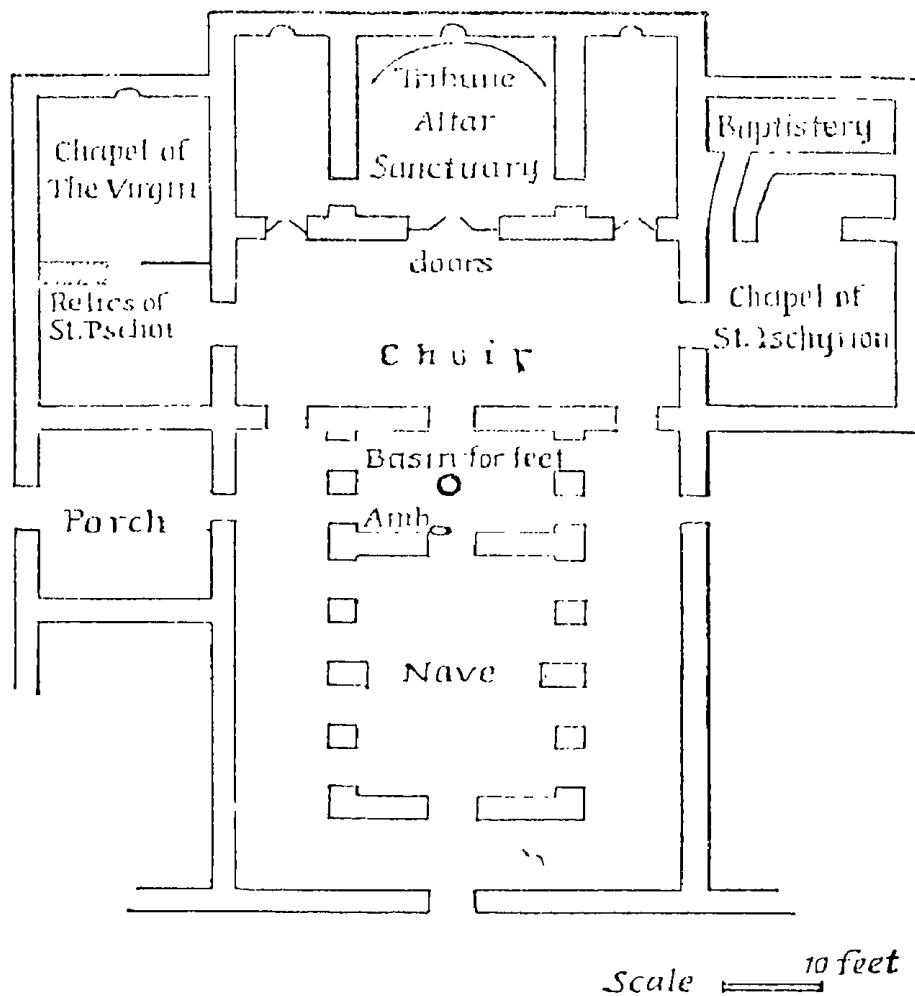 Tribune
Altar
Sanctuary
Baptistery
Chapel of
The Virgin
doors
Relics of
St.
Chapel of
St.
Choir
Basin for feet
Porch
Amb
Nave
10 feet
Scale